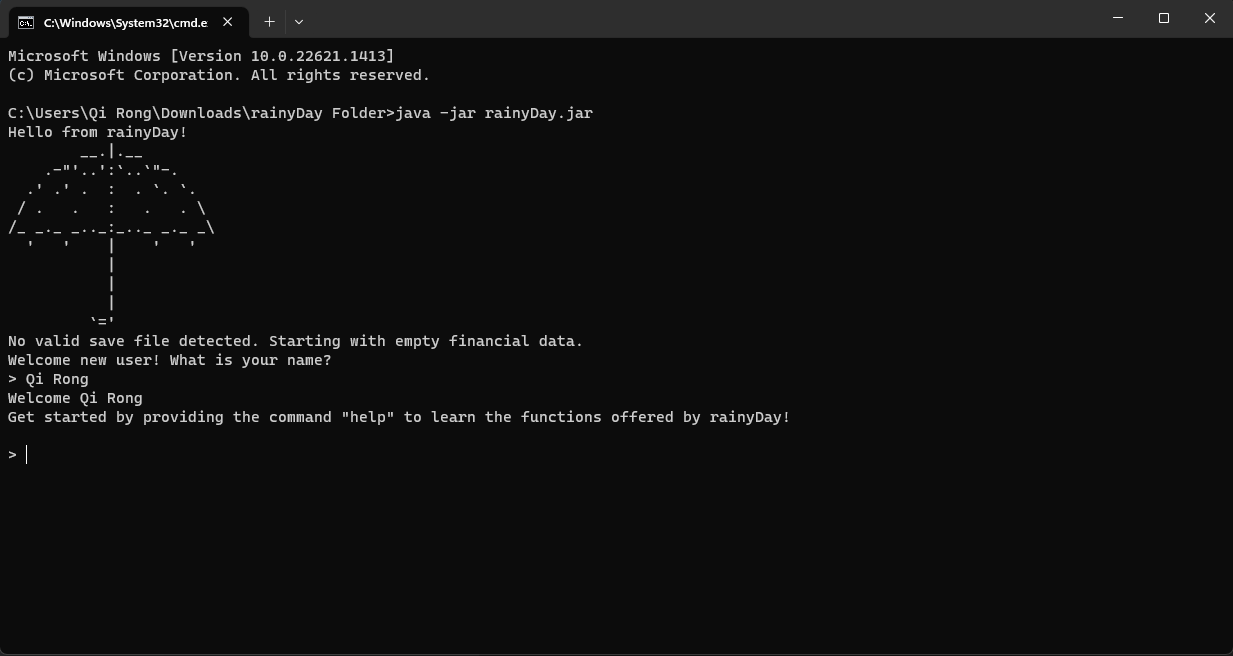 C:\Windows\System32\cmd.e
Microsoft Windows [Version 10.0.22621.1413]
(c) Microsoft Corporation. All rights reserved.
C:\Users\Qi Rong\Downloads\rainyDay Folder>java -jar rainyDay.jar
Hello from rainyDay!
        __.|.__
    .-"'..':`..`"-.
  .' .' .  :  . `. `.
 / .   .   :   .   . \
/_ _._ _.._:_.._ _._ _\
  '   '    |    '   '
           |
           |
           |
         `='
No valid save file detected. Starting with empty financial data.
Welcome new user! What is your name?
> Qi Rong
Welcome Qi Rong
Get started by providing the command "help" to learn the functions offered by rainyDay!
>